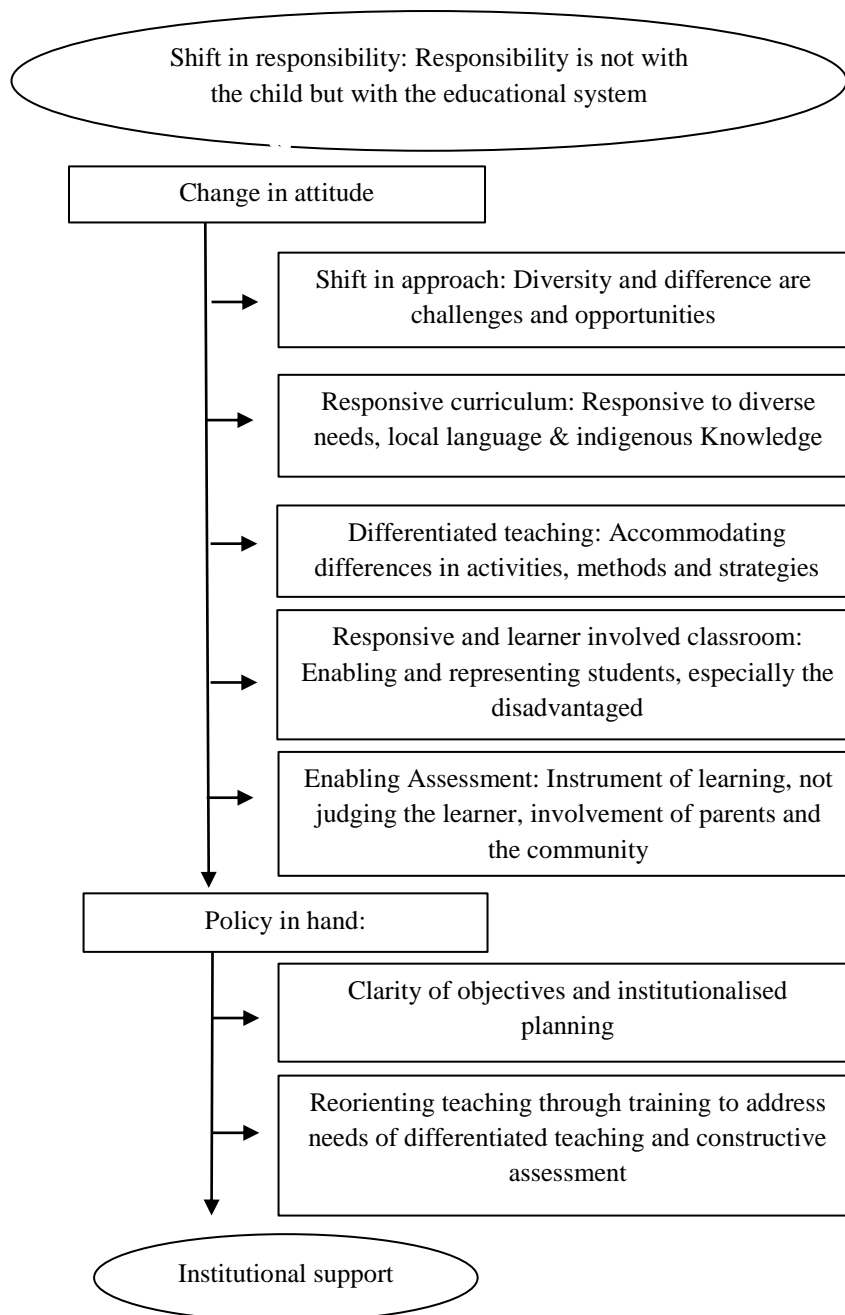 Shift in responsibility: Responsibility is not with
the child but with the educational system
Change in attitude
Shift in approach: Diversity and difference are
challenges and opportunities
Responsive curriculum: Responsive to diverse
needs, local language & indigenous Knowledge
Differentiated teaching: Accommodating
differences in activities, methods and strategies
Responsive and learner involved classroom:
Enabling and representing students, especially the
disadvantaged
Enabling Assessment: Instrument of learning, not
judging the learner, involvement of parents and
the community
Policy in hand:
Clarity of objectives and institutionalised
planning
Reorienting teaching through training to address
needs of differentiated teaching and constructive
assessment
Institutional support